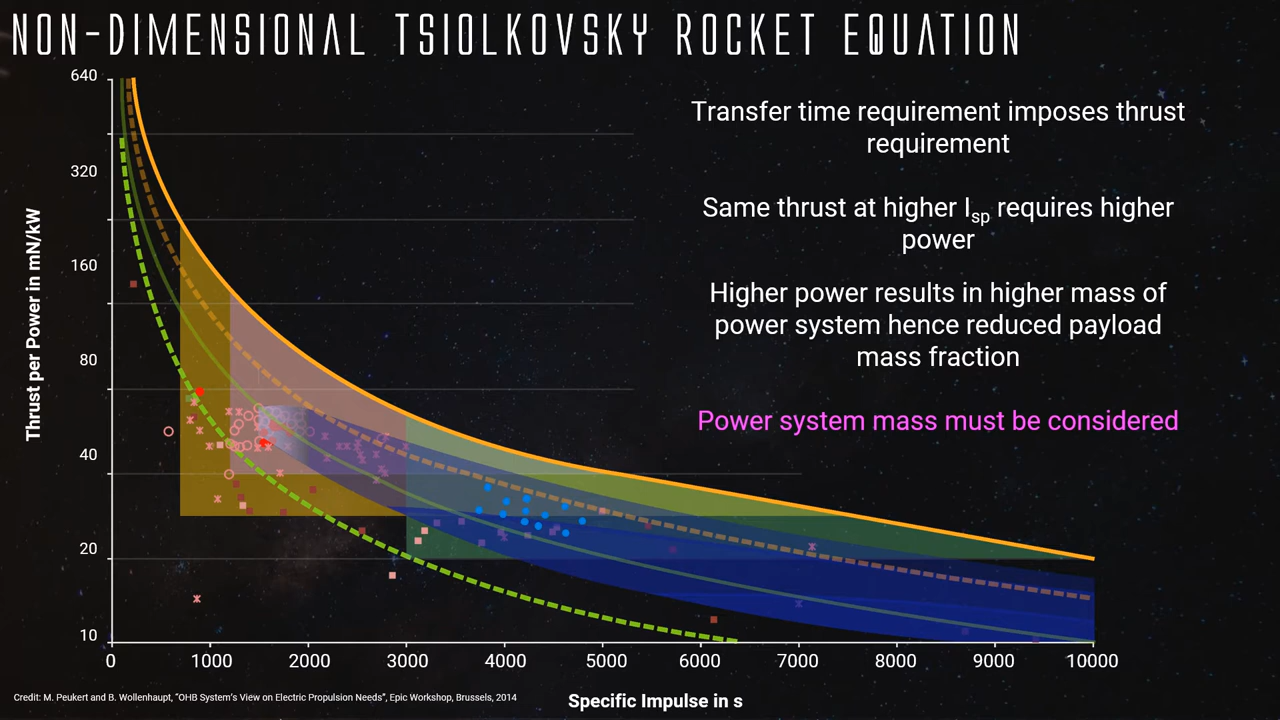 NON-DIMENSIONAL TSIOLKOVSKY ROCKET EQUATION
Transfer time requirement imposes thrust
requirement
Same thrust at higher Isp requires higher
power
Higher power results in higher mass of
power system hence reduced payload
mass fraction
Power system mass must be considered
Thrust per Power in mN/kW
640
320
160
80
40
20
10
0 1000 2000 3000 4000 5000 6000 7000 8000 9000 10000
Specific Impulse in s
Credit: M. Peukert and B. Wollenhaupt, “OHB System’s View on Electric Propulsion Needs”, Epic Workshop, Brussels, 2014